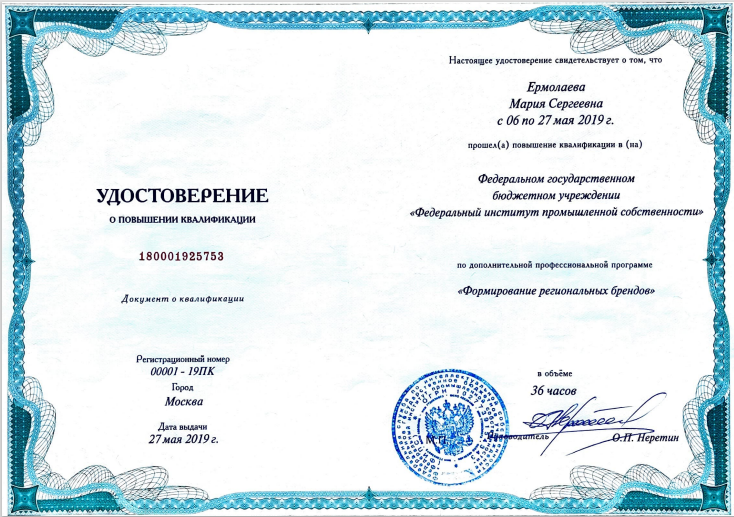 УДОСТОВЕРЕНИЕ
О ПОВЫШЕНИИ КВАЛИФИКАЦИИ
180001925753
Документ о квалификации
Регистрационный номер
00001 - 19ПК
Город
Москва
Дата выдачи
27 мая 2019 г.
Настоящее удостоверение свидетельствует о том, что
Ермолаева
Мария Сергеевна
с 06 по 27 мая 2019 г.
прошел(а) повышение квалификации в (на)
Федеральном государственном
бюджетном учреждении
«Федеральный институт промышленной собственности»
по дополнительной профессиональной программе
«Формирование региональных брендов»
в объёме
36 часов
М.П.
Руководитель
О.П. Неретин